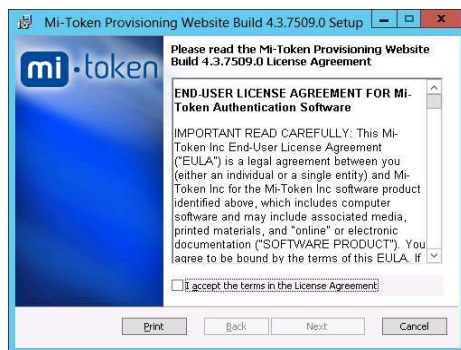 Mi-Token Provisioning Website Build 4.3.7509.0 Setup
mi·token
Please read the Mi-Token Provisioning Website
Build 4.3.7509.0 License Agreement
END-USER LICENSE AGREEMENT FOR Mi-
Token Authentication Software
IMPORTANT READ CAREFULLY: This Mi-
Token Inc End-User License Agreement
("EULA") is a legal agreement between you
(either an individual or a single entity) and Mi-
Token Inc for the Mi-Token Inc software product
identified above, which includes computer
software and may include associated media,
printed materials, and "online" or electronic
documentation ("SOFTWARE PRODUCT"). You
agree to be bound by the terms of this EULA. If
I accept the terms in the License Agreement
Print Back Next Cancel